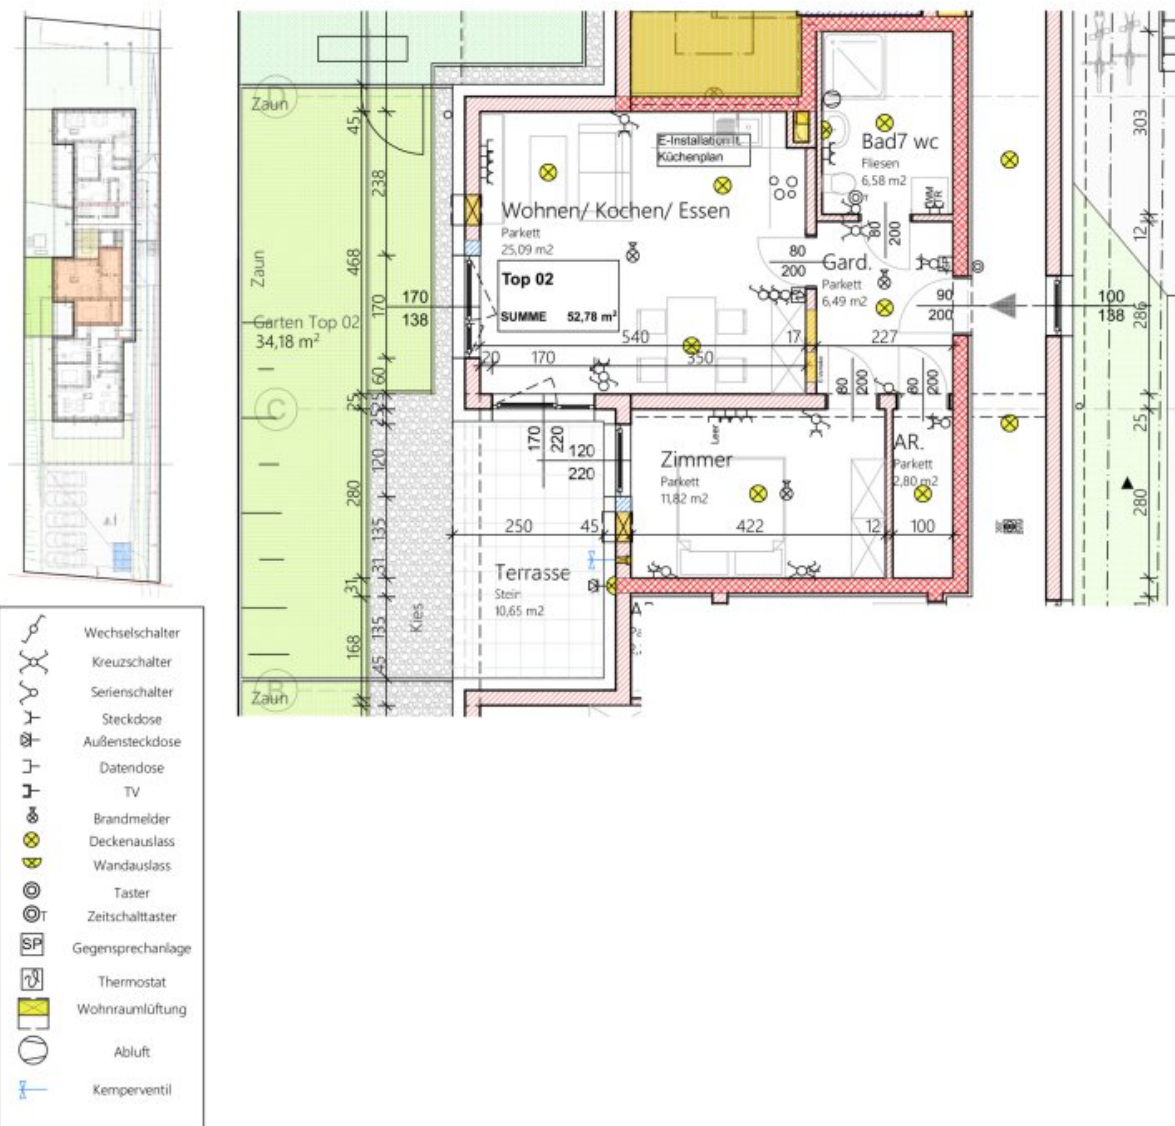 D
Zaun
45
238
Zaun
468
170
170
138
Garten Top 02
34,18 m²
60
C
25
120
280
135
31
31
Kies
135
168
45
B
Zaun
E-Installation lt.
Küchenplan
Wohnen/ Kochen/ Essen
Parkett
25,09 m2
Top 02
SUMME 52,78 m²
540
17
227
20
170
350
Bad7 wc
Fliesen
6,58 m2
WM
TR
80
200
80
200
Gard.
Parkett
6,49 m2
SP
90
200
80
200
80
200
100
138
303
12
286
25
280
170
220
120
220
Leer
Zimmer
Parkett
11,82 m2
AR.
Parkett
2,80 m2
250
45
422
12
100
Terrasse
Stein
10,65 m2
Wechselschalter
Kreuzschalter
Serienschalter
Steckdose
Außensteckdose
Datendose
TV
Brandmelder
Deckenauslass
Wandauslass
Taster
T
Zeitschalttaster
SP
Gegensprechanlage
Thermostat
Wohnraumlüftung
Abluft
Kemperventil